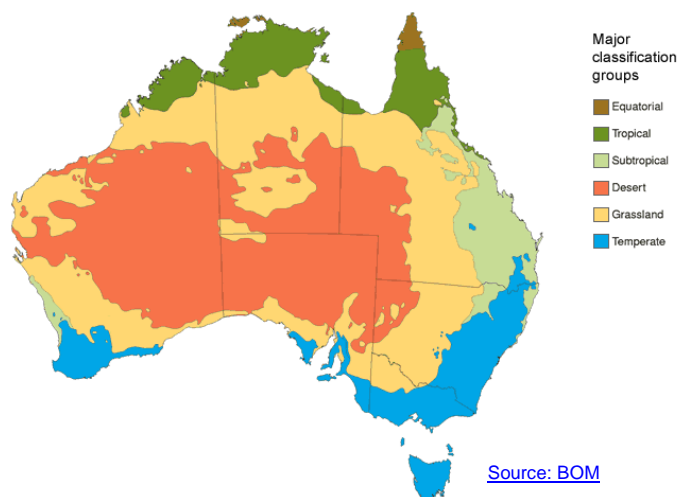 Major
classification
groups
Equatorial
Tropical
Subtropical
Desert
Grassland
Temperate
Source: BOM